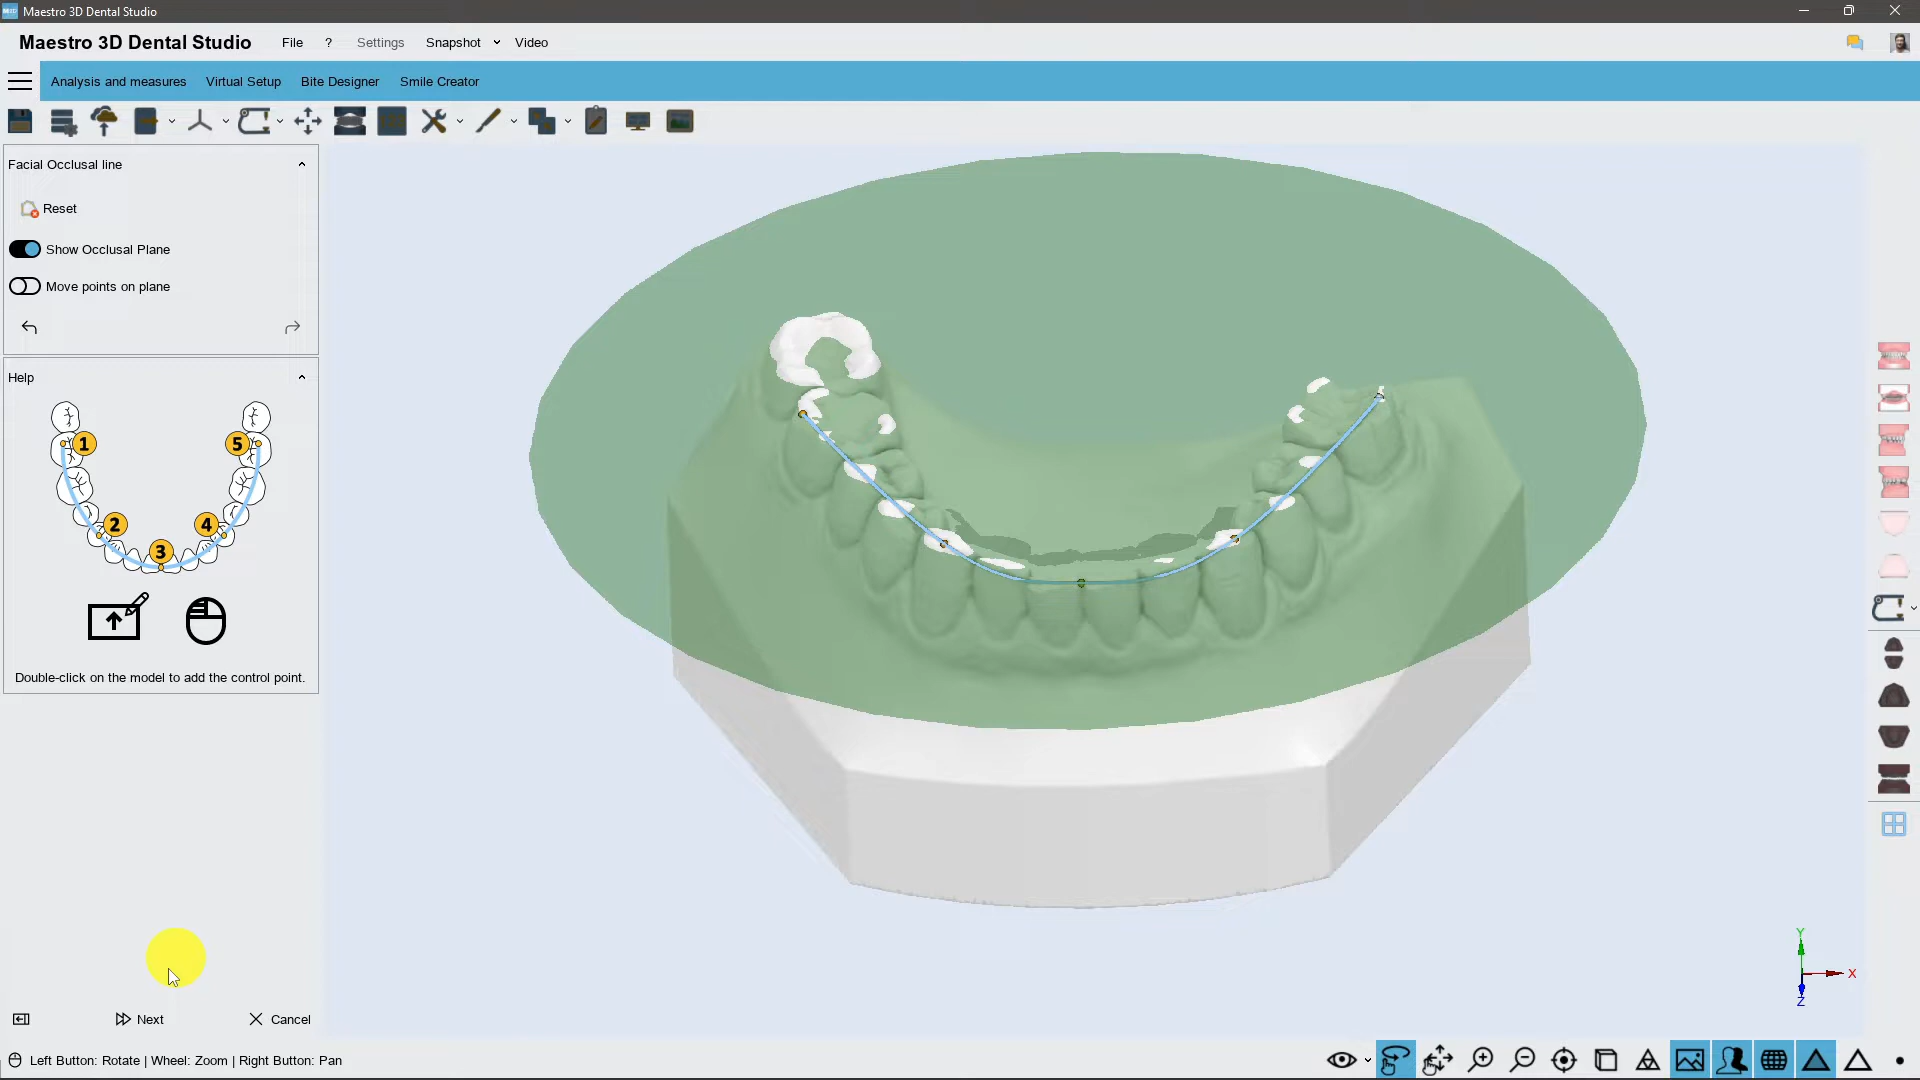 Maestro 3D Dental Studio
Maestro 3D Dental Studio File ? Settings Snapshot Video
Analysis and measures Virtual Setup Bite Designer Smile Creator
Facial Occlusal line
Reset
Show Occlusal Plane
Move points on plane
Help
1 5
2 4
3
Double-click on the model to add the control point.
Y
X
Z
Next Cancel
Left Button: Rotate | Wheel: Zoom | Right Button: Pan